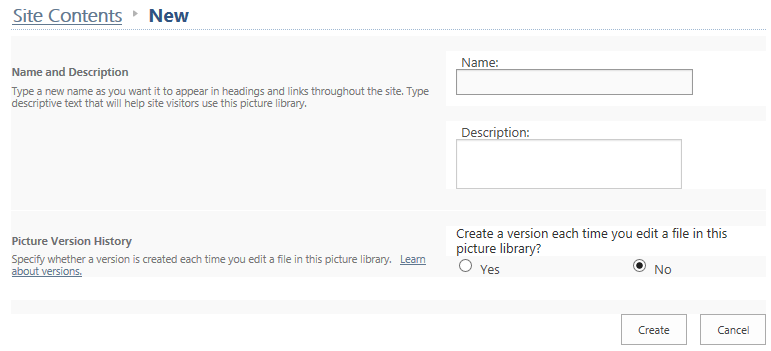 Site Contents ▸ New
Name and Description
Type a new name as you want it to appear in headings and links throughout the site. Type
descriptive text that will help site visitors use this picture library.
Name:
Description:
Picture Version History
Specify whether a version is created each time you edit a file in this picture library. Learn
about versions.
Create a version each time you edit a file in this
picture library?
Yes
No
Create
Cancel